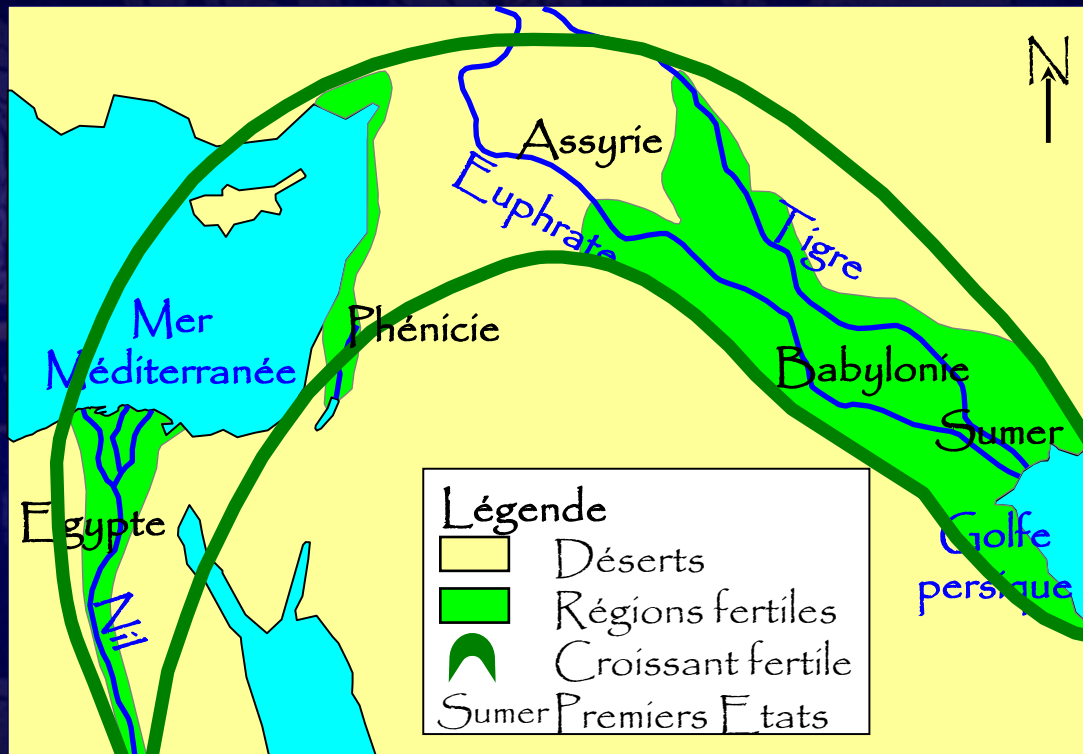 N
Assyrie
Euphrate
Tigre
Mer
Méditerranée
Phénicie
Babylonie
Sumer
Egypte
Nil
Golfe
persique
Légende
Déserts
Régions fertiles
Croissant fertile
Sumer Premiers Etats